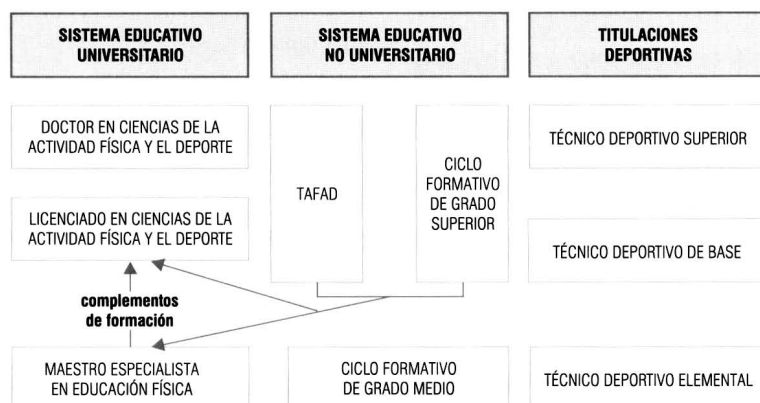 SISTEMA EDUCATIVO
UNIVERSITARIO
SISTEMA EDUCATIVO
NO UNIVERSITARIO
TITULACIONES
DEPORTIVAS
DOCTOR EN CIENCIAS DE LA
ACTIVIDAD FÍSICA Y EL DEPORTE
LICENCIADO EN CIENCIAS DE LA
ACTIVIDAD FÍSICA Y EL DEPORTE
complementos
de formación
MAESTRO ESPECIALISTA
EN EDUCACIÓN FÍSICA
TAFAD
CICLO
FORMATIVO
DE GRADO
SUPERIOR
CICLO FORMATIVO
DE GRADO MEDIO
TÉCNICO DEPORTIVO SUPERIOR
TÉCNICO DEPORTIVO DE BASE
TÉCNICO DEPORTIVO ELEMENTAL